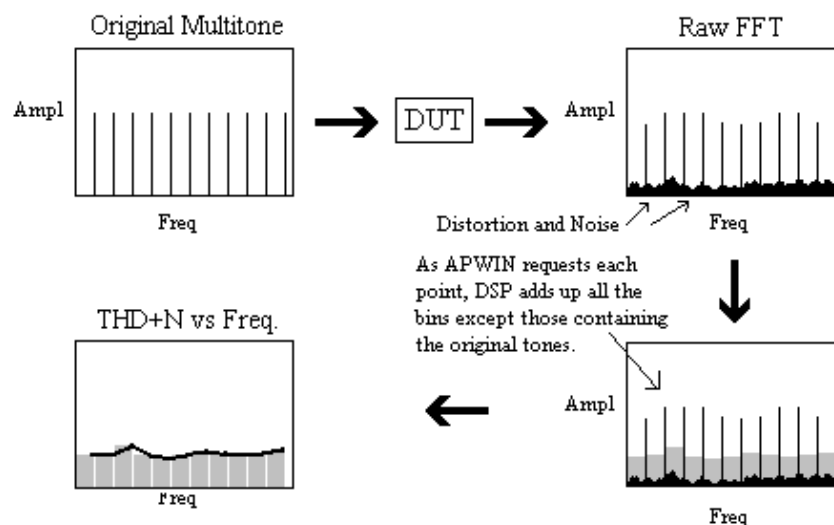 Original Multitone
Raw FFT
Ampl
DUT
Ampl
Freq
Distortion and Noise
Freq
As APWIN requests each
point, DSP adds up all the
bins except those containing
the original tones.
THD+N vs Freq.
Ampl
Freq
Freq